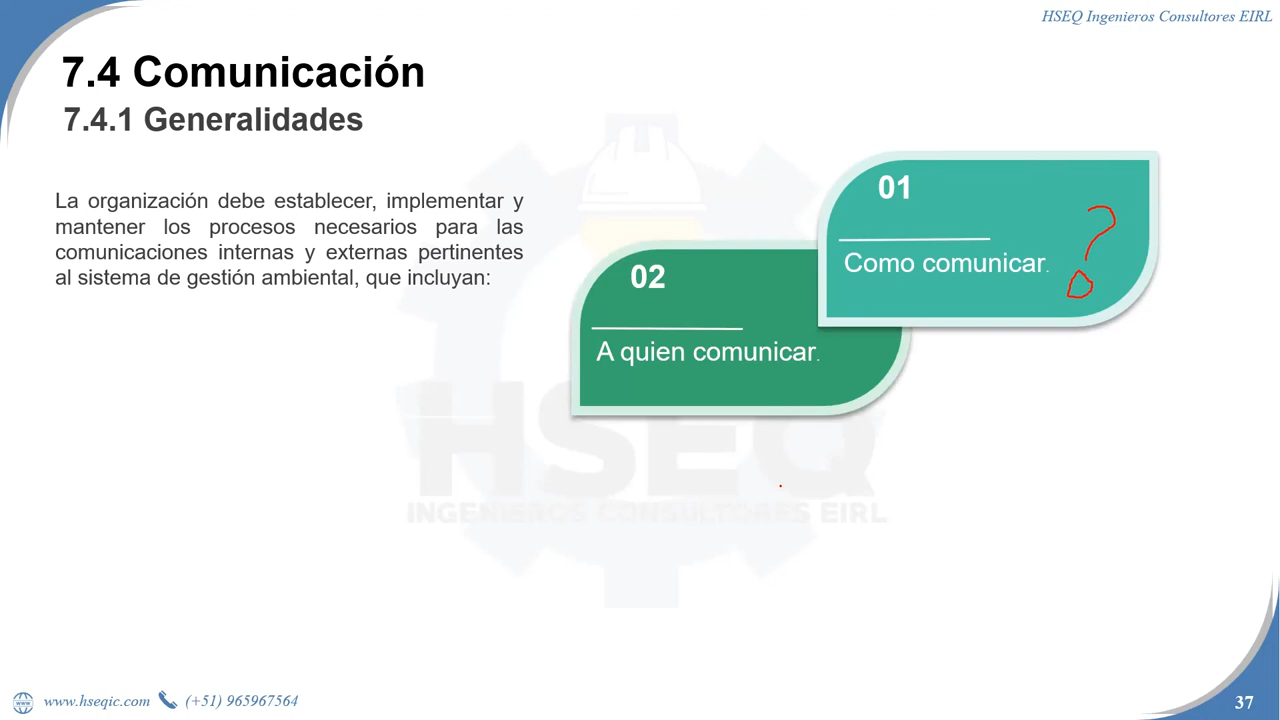 HSEQ Ingenieros Consultores EIRL
7.4 Comunicación
7.4.1 Generalidades
La organización debe establecer, implementar y
mantener los procesos necesarios para las
comunicaciones internas y externas pertinentes
al sistema de gestión ambiental, que incluyan:
01
Como comunicar.
?
02
A quien comunicar.
HSEQ
INGENIEROS CONSULTORES EIRL
www.hseqic.com
(+51) 965967564
37